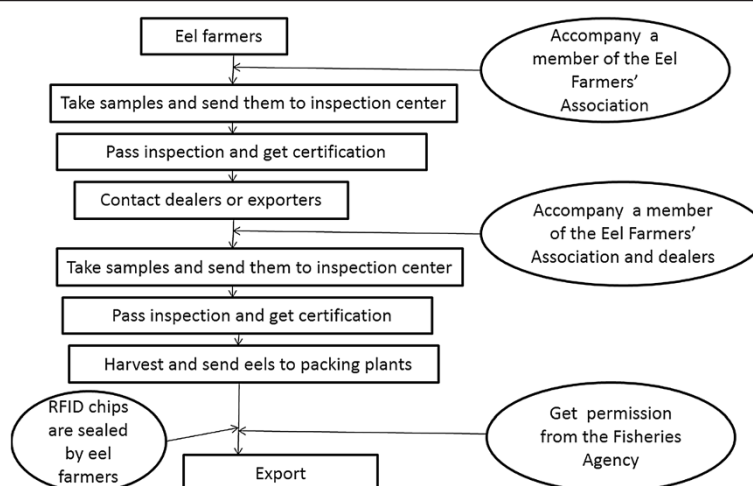 Eel farmers
Accompany a
member of the Eel
Farmers’
Association
Take samples and send them to inspection center
Pass inspection and get certification
Contact dealers or exporters
Accompany a member
of the Eel Farmers’
Association and dealers
Take samples and send them to inspection center
Pass inspection and get certification
Harvest and send eels to packing plants
RFID chips
are sealed
by eel
farmers
Get permission
from the Fisheries
Agency
Export